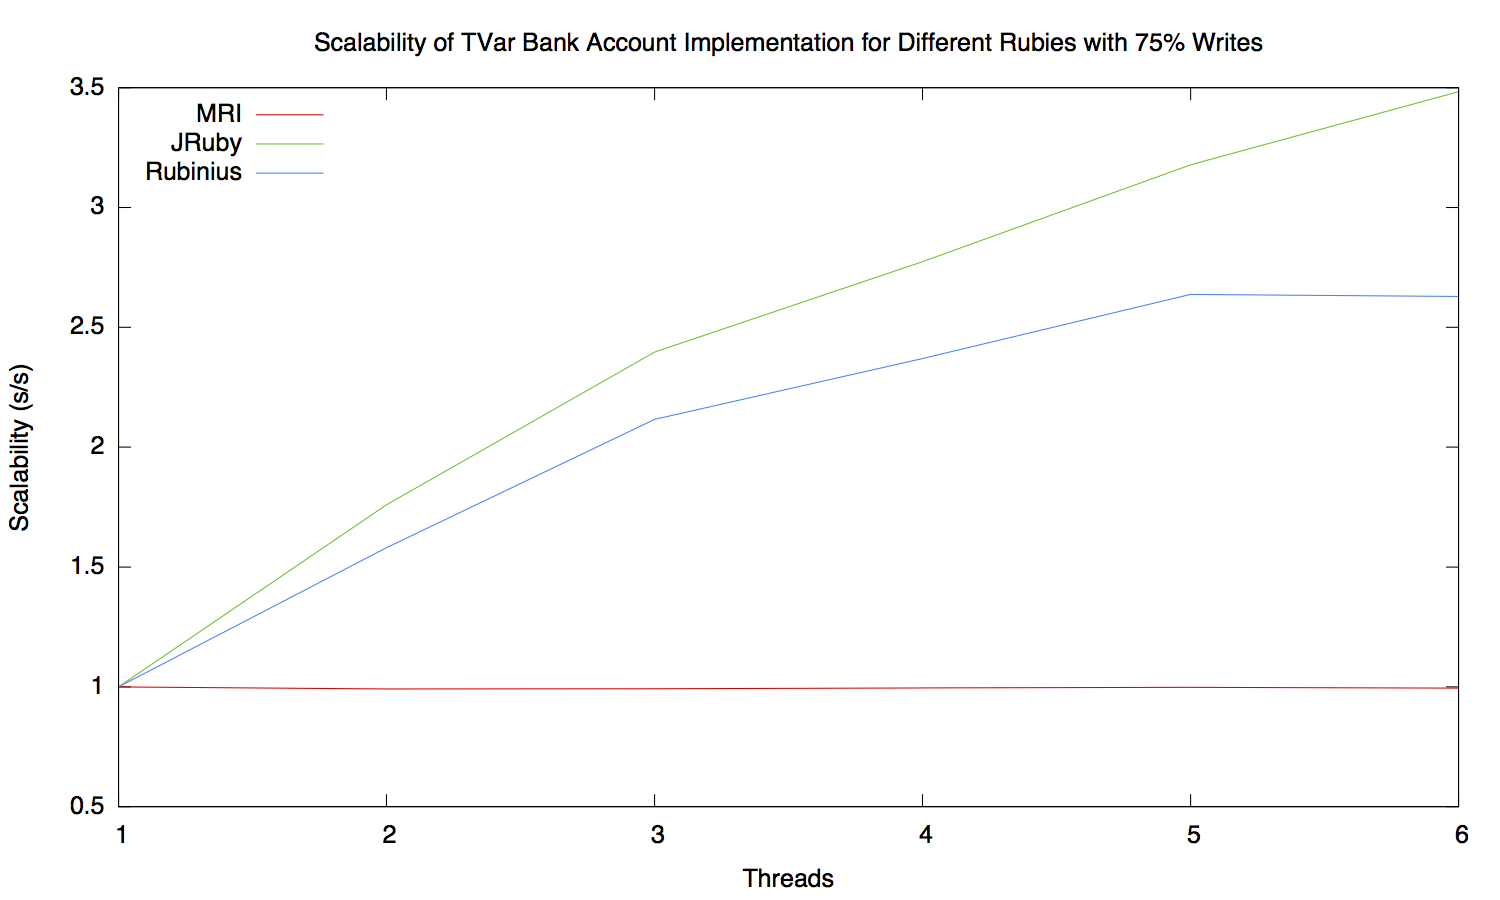 Scalability of TVar Bank Account Implementation for Different Rubies with 75% Writes
3.5
MRI
JRuby
Rubinius
3
2.5
2
1.5
1
0.5
Scalability (s/s)
1 2 3 4 5 6
Threads